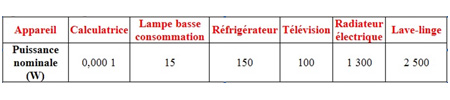 Appareil Calculatrice Lampe basse consommation Réfrigérateur Télévision Radiateur électrique Lave-linge
Puissance nominale (W) 0,000 1 15 150 100 1 300 2 500